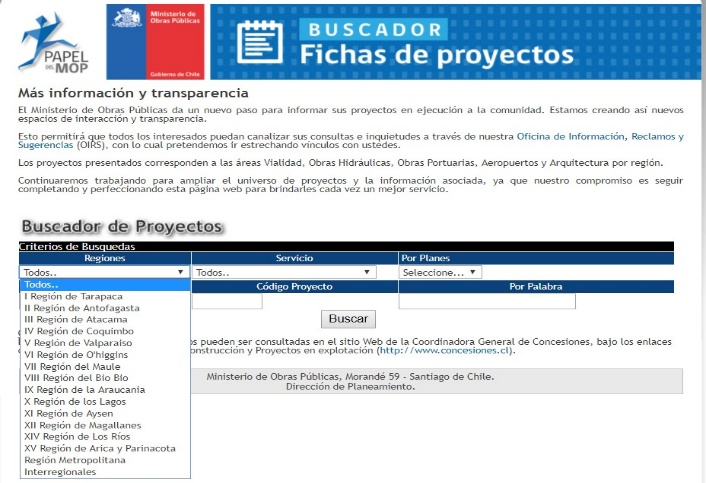 PAPEL
DEL MOP
Ministerio de
Obras Públicas
Gobierno de Chile
BUSCADOR
Fichas de proyectos
Más información y transparencia
El Ministerio de Obras Públicas da un nuevo paso para informar sus proyectos en ejecución a la comunidad. Estamos creando así nuevos
espacios de interacción y transparencia.
Esto permitirá que todos los interesados puedan canalizar sus consultas e inquietudes a través de nuestra Oficina de Información, Reclamos y
Sugerencias (OIRS), con lo cual pretendemos ir estrechando vínculos con ustedes.
Los proyectos presentados corresponden a las áreas Vialidad, Obras Hidráulicas, Obras Portuarias, Aeropuertos y Arquitectura por región.
Continuaremos trabajando para ampliar el universo de proyectos y la información asociada, ya que nuestro compromiso es seguir
completando y perfeccionando esta página web para brindarles cada vez un mejor servicio.
Buscador de Proyectos
Criterios de Busquedas
Regiones Servicio Por Planes
Todos.. Todos.. Seleccione...
Código Proyecto Por Palabra
Buscar
Todos..
I Región de Tarapaca
II Región de Antofagasta
III Región de Atacama
IV Región de Coquimbo
V Región de Valparaiso
VI Región de O'higgins
VII Región del Maule
VIII Región del Bio Bio
IX Región de la Araucania
X Región de los Lagos
XI Región de Aysen
XII Región de Magallanes
XIV Región de Los Ríos
XV Región de Arica y Parinacota
Región Metropolitana
Interregionales
os pueden ser consultadas en el sitio Web de la Coordinadora General de Concesiones, bajo los enlaces
onstrucción y Proyectos en explotación (http://www.concesiones.cl).
Ministerio de Obras Públicas, Morandé 59 - Santiago de Chile.
Dirección de Planeamiento.